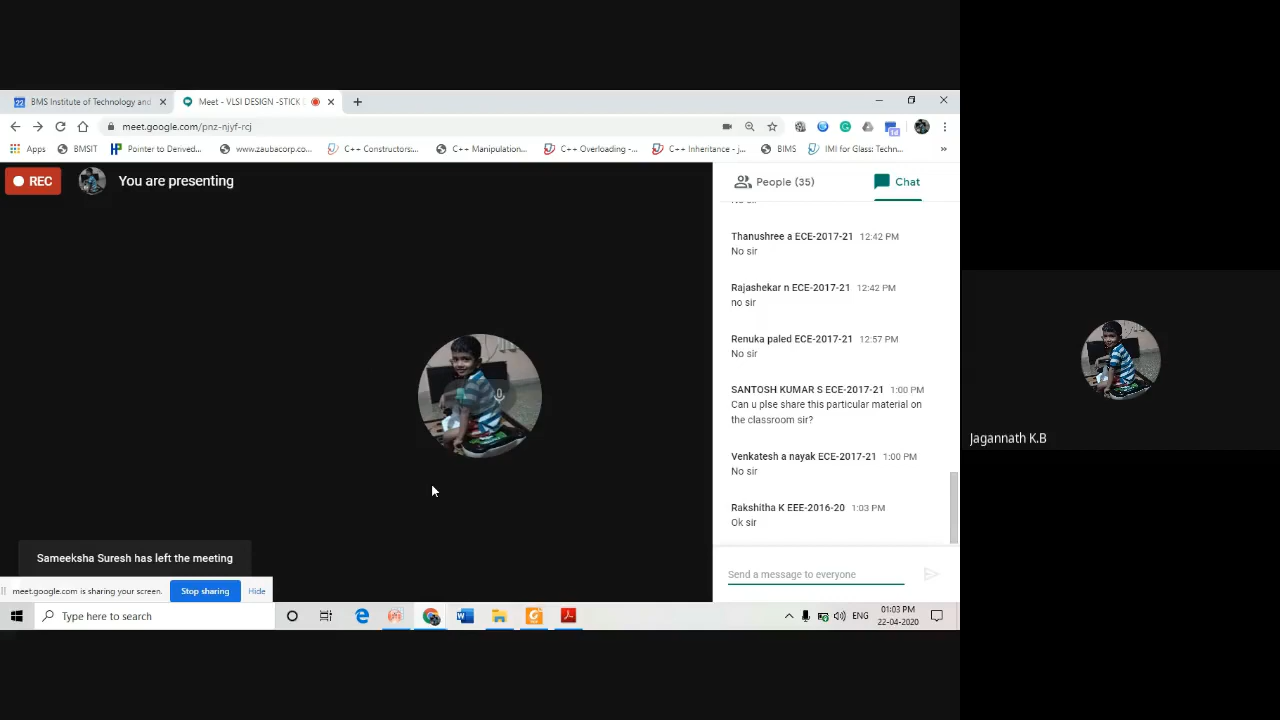 BMS Institute of Technology and
Meet - VLSI DESIGN -STICK
meet.google.com/pnz-njyf-rcj
Apps
BMSIT
Pointer to Derived...
www.zaubacorp.co...
C++ Constructors:...
C++ Manipulation...
C++ Overloading -...
C++ Inheritance - j...
BIMS
IMI for Glass: Techn...
»
REC
You are presenting
People (35)
Chat
Thanushree a ECE-2017-21 12:42 PM
No sir
Rajashekar n ECE-2017-21 12:42 PM
no sir
Renuka paled ECE-2017-21 12:57 PM
No sir
SANTOSH KUMAR S ECE-2017-21 1:00 PM
Can u plse share this particular material on
the classroom sir?
Venkatesh a nayak ECE-2017-21 1:00 PM
No sir
Rakshitha K EEE-2016-20 1:03 PM
Ok sir
Jagannath K.B
Sameeksha Suresh has left the meeting
Send a message to everyone
meet.google.com is sharing your screen.
Stop sharing
Hide
Type here to search
ENG
01:03 PM
22-04-2020